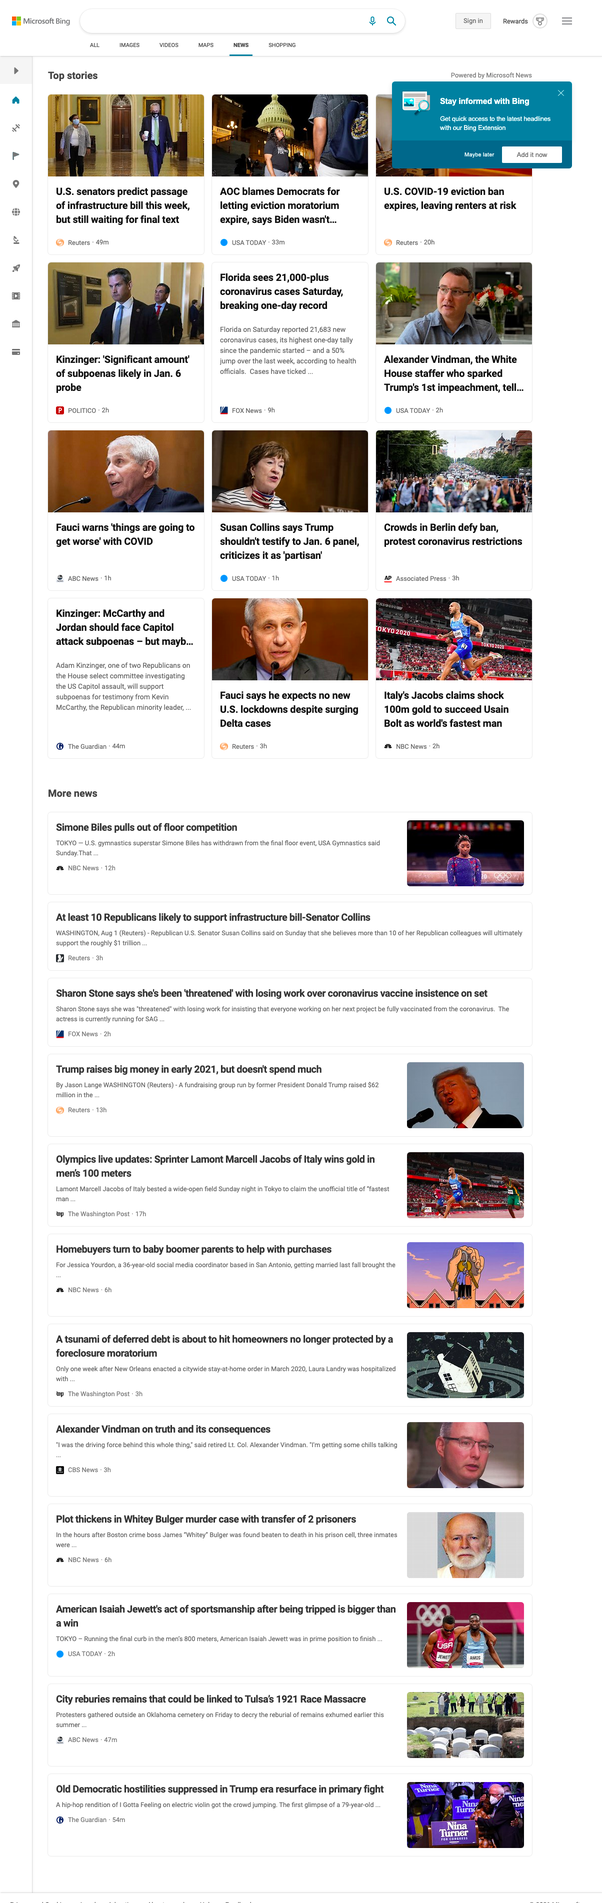 Microsoft Bing
Sign in
Rewards
ALL
IMAGES
VIDEOS
MAPS
NEWS
SHOPPING
Top stories
Powered by Microsoft News
Stay informed with Bing
Get quick access to the latest headlines
with our Bing Extension
Maybe later
Add it now
U.S. senators predict passage
of infrastructure bill this week,
but still waiting for final text
Reuters · 49m
AOC blames Democrats for
letting eviction moratorium
expire, says Biden wasn't...
USA TODAY · 33m
U.S. COVID-19 eviction ban
expires, leaving renters at risk
Reuters · 20h
Kinzinger: 'Significant amount'
of subpoenas likely in Jan. 6
probe
POLITICO · 2h
Florida sees 21,000-plus
coronavirus cases Saturday,
breaking one-day record
Florida on Saturday reported 21,683 new
coronavirus cases, its highest one-day tally
since the pandemic started – and a 50%
jump over the last week, according to health
officials. Cases have ticked ...
FOX News · 9h
Alexander Vindman, the White
House staffer who sparked
Trump's 1st impeachment, tell...
USA TODAY · 2h
Fauci warns 'things are going to
get worse' with COVID
ABC News · 1h
Susan Collins says Trump
shouldn't testify to Jan. 6 panel,
criticizes it as 'partisan'
USA TODAY · 1h
Crowds in Berlin defy ban,
protest coronavirus restrictions
AP
Associated Press · 3h
Kinzinger: McCarthy and
Jordan should face Capitol
attack subpoenas – but mayb...
Adam Kinzinger, one of two Republicans on
the House select committee investigating
the US Capitol assault, will support
subpoenas for testimony from Kevin
McCarthy, the Republican minority leader, ...
The Guardian · 44m
Fauci says he expects no new
U.S. lockdowns despite surging
Delta cases
Reuters · 3h
TOKYO 2020
Italy's Jacobs claims shock
100m gold to succeed Usain
Bolt as world's fastest man
NBC News · 2h
More news
Simone Biles pulls out of floor competition
TOKYO — U.S. gymnastics superstar Simone Biles has withdrawn from the final floor event, USA Gymnastics said
Sunday.That ...
NBC News · 12h
At least 10 Republicans likely to support infrastructure bill-Senator Collins
WASHINGTON, Aug 1 (Reuters) - Republican U.S. Senator Susan Collins said on Sunday that she believes more than 10 of her Republican colleagues will ultimately
support the roughly $1 trillion ...
Reuters · 3h
Sharon Stone says she's been 'threatened' with losing work over coronavirus vaccine insistence on set
Sharon Stone says she was "threatened" with losing work for insisting that everyone working on her next project be fully vaccinated from the coronavirus. The
actress is currently running for SAG ...
FOX News · 2h
Trump raises big money in early 2021, but doesn't spend much
By Jason Lange WASHINGTON (Reuters) - A fundraising group run by former President Donald Trump raised $62
million in the ...
Reuters · 13h
Olympics live updates: Sprinter Lamont Marcell Jacobs of Italy wins gold in
men's 100 meters
Lamont Marcell Jacobs of Italy bested a wide-open field Sunday night in Tokyo to claim the unofficial title of "fastest
man ...
wp The Washington Post · 17h
Homebuyers turn to baby boomer parents to help with purchases
For Jessica Yourdon, a 36-year-old social media coordinator based in San Antonio, getting married last fall brought the
...
NBC News · 6h
A tsunami of deferred debt is about to hit homeowners no longer protected by a
foreclosure moratorium
Only one week after New Orleans enacted a citywide stay-at-home order in March 2020, Laura Landry was hospitalized
with ...
wp The Washington Post · 3h
Alexander Vindman on truth and its consequences
"I was the driving force behind this whole thing," said retired Lt. Col. Alexander Vindman. "I'm getting some chills talking
...
CBS News · 3h
Plot thickens in Whitey Bulger murder case with transfer of 2 prisoners
In the hours after Boston crime boss James "Whitey" Bulger was found beaten to death in his prison cell, three inmates
were ...
NBC News · 6h
American Isaiah Jewett's act of sportsmanship after being tripped is bigger than
a win
TOKYO – Running the final curb in the men's 800 meters, American Isaiah Jewett was in prime position to finish ...
USA TODAY · 2h
USA
JEWETT
AMOS
City reburies remains that could be linked to Tulsa's 1921 Race Massacre
Protesters gathered outside an Oklahoma cemetery on Friday to decry the reburial of remains exhumed earlier this
summer ...
ABC News · 47m
Old Democratic hostilities suppressed in Trump era resurface in primary fight
A hip-hop rendition of I Gotta Feeling on electric violin got the crowd jumping. The first glimpse of a 79-year-old ...
The Guardian · 54m
Nina
Turner